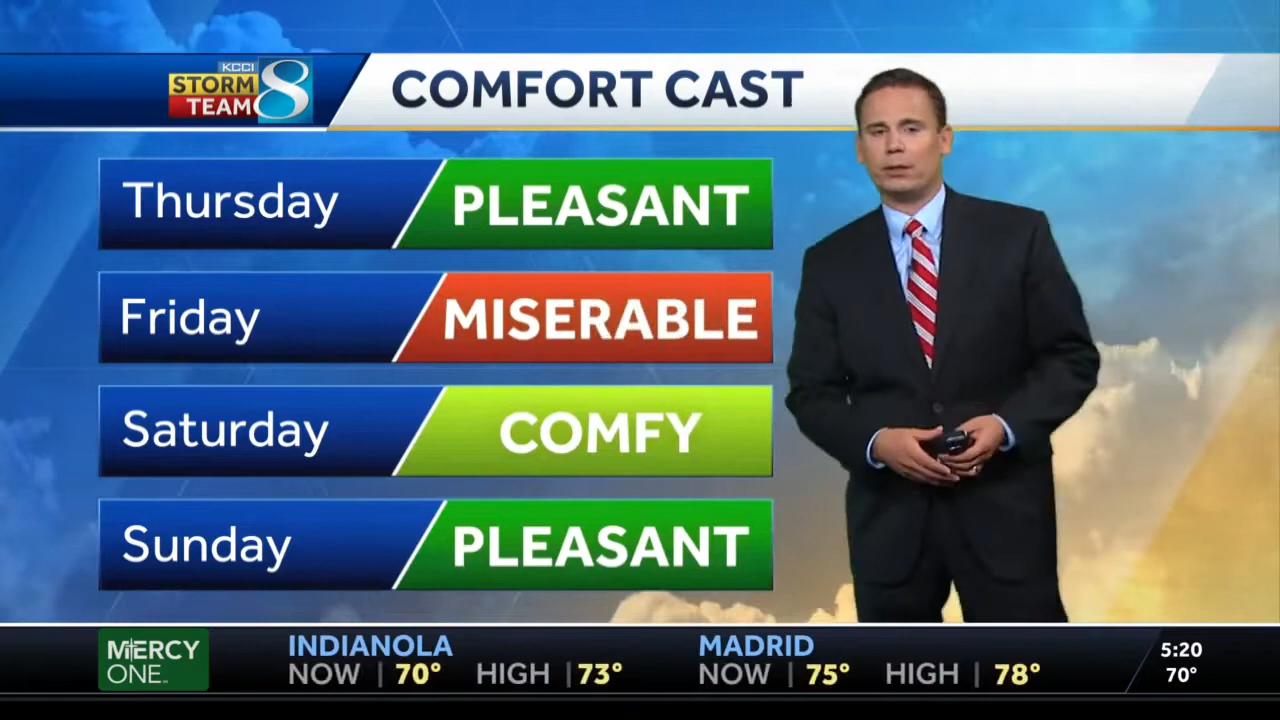 KCCI
STORM
TEAM 8
COMFORT CAST
Thursday PLEASANT
Friday MISERABLE
Saturday COMFY
Sunday PLEASANT
MERCY
ONE
INDIANOLA
NOW | 70° HIGH | 73°
MADRID
NOW | 75° HIGH | 78°
5:20
70°